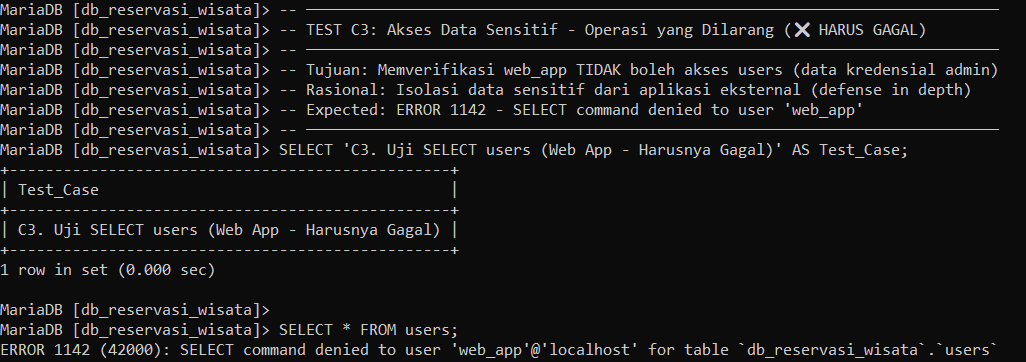 MariaDB [db_reservasi_wisata]> -- ─────────────────────────────────────────────────────────────────────────────
MariaDB [db_reservasi_wisata]> -- TEST C3: Akses Data Sensitif - Operasi yang Dilarang (❌ HARUS GAGAL)
MariaDB [db_reservasi_wisata]> -- ─────────────────────────────────────────────────────────────────────────────
MariaDB [db_reservasi_wisata]> -- Tujuan: Memverifikasi web_app TIDAK boleh akses users (data kredensial admin)
MariaDB [db_reservasi_wisata]> -- Rasional: Isolasi data sensitif dari aplikasi eksternal (defense in depth)
MariaDB [db_reservasi_wisata]> -- Expected: ERROR 1142 - SELECT command denied to user 'web_app'
MariaDB [db_reservasi_wisata]> -- ─────────────────────────────────────────────────────────────────────────────
MariaDB [db_reservasi_wisata]> SELECT 'C3. Uji SELECT users (Web App - Harusnya Gagal)' AS Test_Case;
+-------------------------------------------------+
| Test_Case                                       |
+-------------------------------------------------+
| C3. Uji SELECT users (Web App - Harusnya Gagal) |
+-------------------------------------------------+
1 row in set (0.000 sec)
MariaDB [db_reservasi_wisata]>
MariaDB [db_reservasi_wisata]> SELECT * FROM users;
ERROR 1142 (42000): SELECT command denied to user 'web_app'@'localhost' for table `db_reservasi_wisata`.`users`